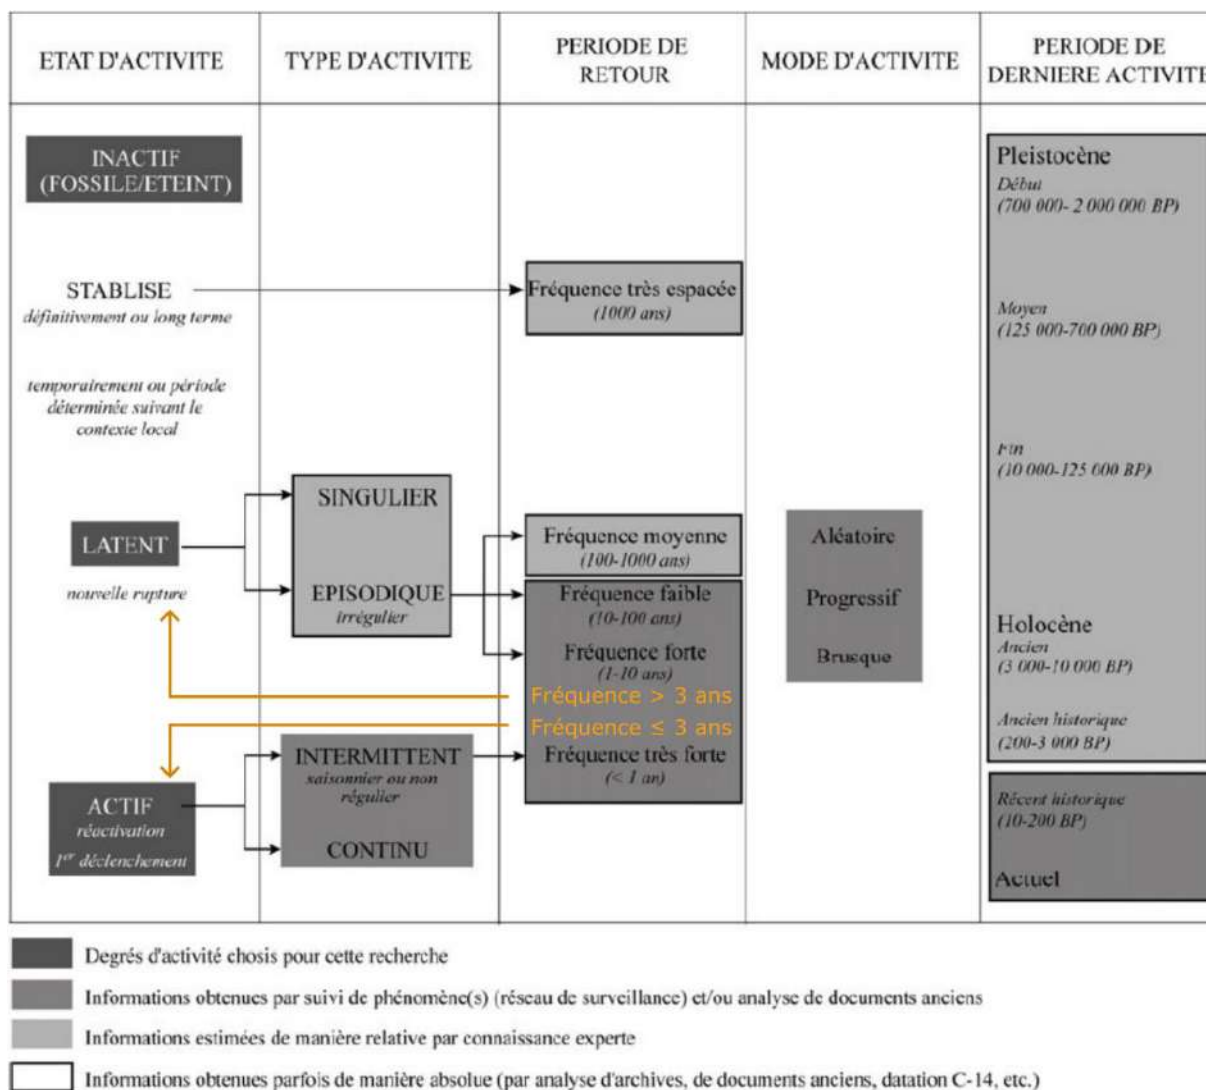 ETAT D'ACTIVITE
TYPE D'ACTIVITE
PERIODE DE
RETOUR
MODE D'ACTIVITE
PERIODE DE
DERNIERE ACTIVITE
INACTIF
(FOSSILE/ETEINT)
STABLISE
définitivement ou long terme
temporairement ou période
déterminée suivant le
contexte local
LATENT
nouvelle rupture
ACTIF
réactivation
1er déclenchement
SINGULIER
EPISODIQUE
irrégulier
INTERMITTENT
saisonnier ou non
régulier
CONTINU
Fréquence très espacée
(1000 ans)
Fréquence moyenne
(100-1000 ans)
Fréquence faible
(10-100 ans)
Fréquence forte
(1-10 ans)
Fréquence > 3 ans
Fréquence ≤ 3 ans
Fréquence très forte
(< 1 an)
Aléatoire
Progressif
Brusque
Pleistocène
Début
(700 000- 2 000 000 BP)
Moyen
(125 000-700 000 BP)
Fin
(10 000-125 000 BP)
Holocène
Ancien
(3 000-10 000 BP)
Ancien historique
(200-3 000 BP)
Récent historique
(10-200 BP)
Actuel
Degrés d'activité choisis pour cette recherche
Informations obtenues par suivi de phénomène(s) (réseau de surveillance) et/ou analyse de documents anciens
Informations estimées de manière relative par connaissance experte
Informations obtenues parfois de manière absolue (par analyse d'archives, de documents anciens, datation C-14, etc.)